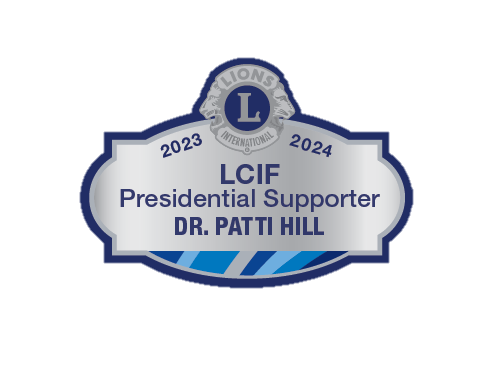 LIONS
L
INTERNATIONAL
2023 2024
LCIF
Presidential Supporter
DR. PATTI HILL